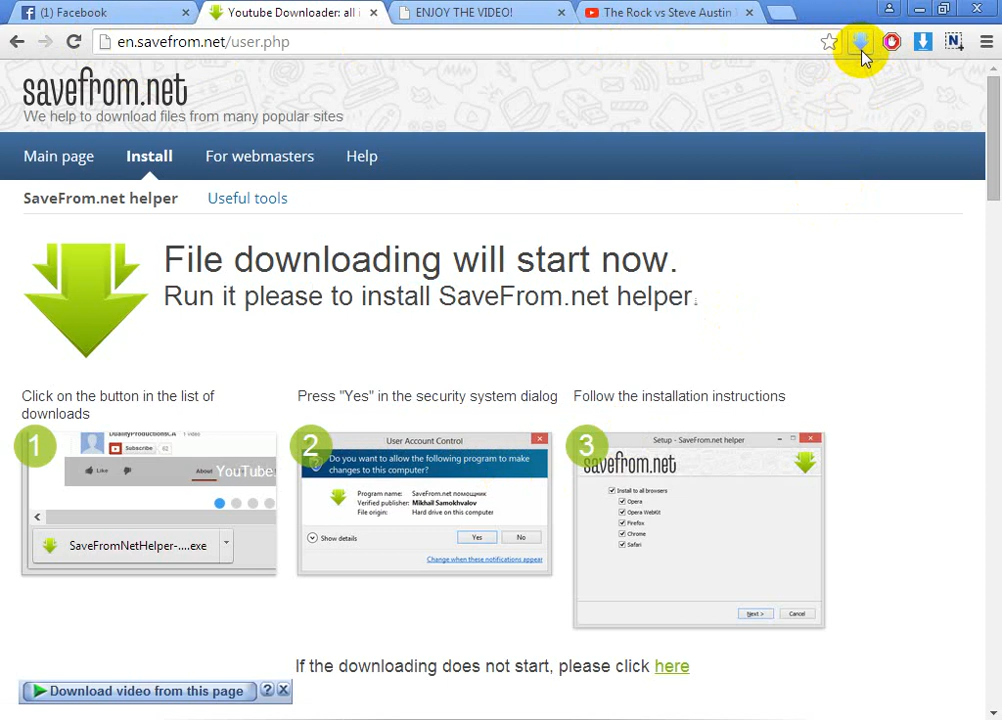 (1) Facebook
Youtube Downloader: all i
ENJOY THE VIDEO!
The Rock vs Steve Austin
en.savefrom.net/user.php
savefrom.net
We help to download files from many popular sites
Main page
Install
For webmasters
Help
SaveFrom.net helper
Useful tools
File downloading will start now.
Run it please to install SaveFrom.net helper.
Click on the button in the list of
downloads
Press "Yes" in the security system dialog
Follow the installation instructions
1
Subscribe
Like
About
YouTube
SaveFromNetHelper-....exe
2
User Account Control
Do you want to allow the following program to make
changes to this computer?
Program name: SaveFrom.net помощник
Verified publisher: Mikhail Samokhvalov
File origin: Hard drive on this computer
Show details
Yes
No
Change when these notifications appear
3
Setup - SaveFrom.net helper
savefrom.net
Install to all browsers
Opera
Opera WebKit
Firefox
Chrome
Safari
Next >
Cancel
If the downloading does not start, please click here
Download video from this page
?